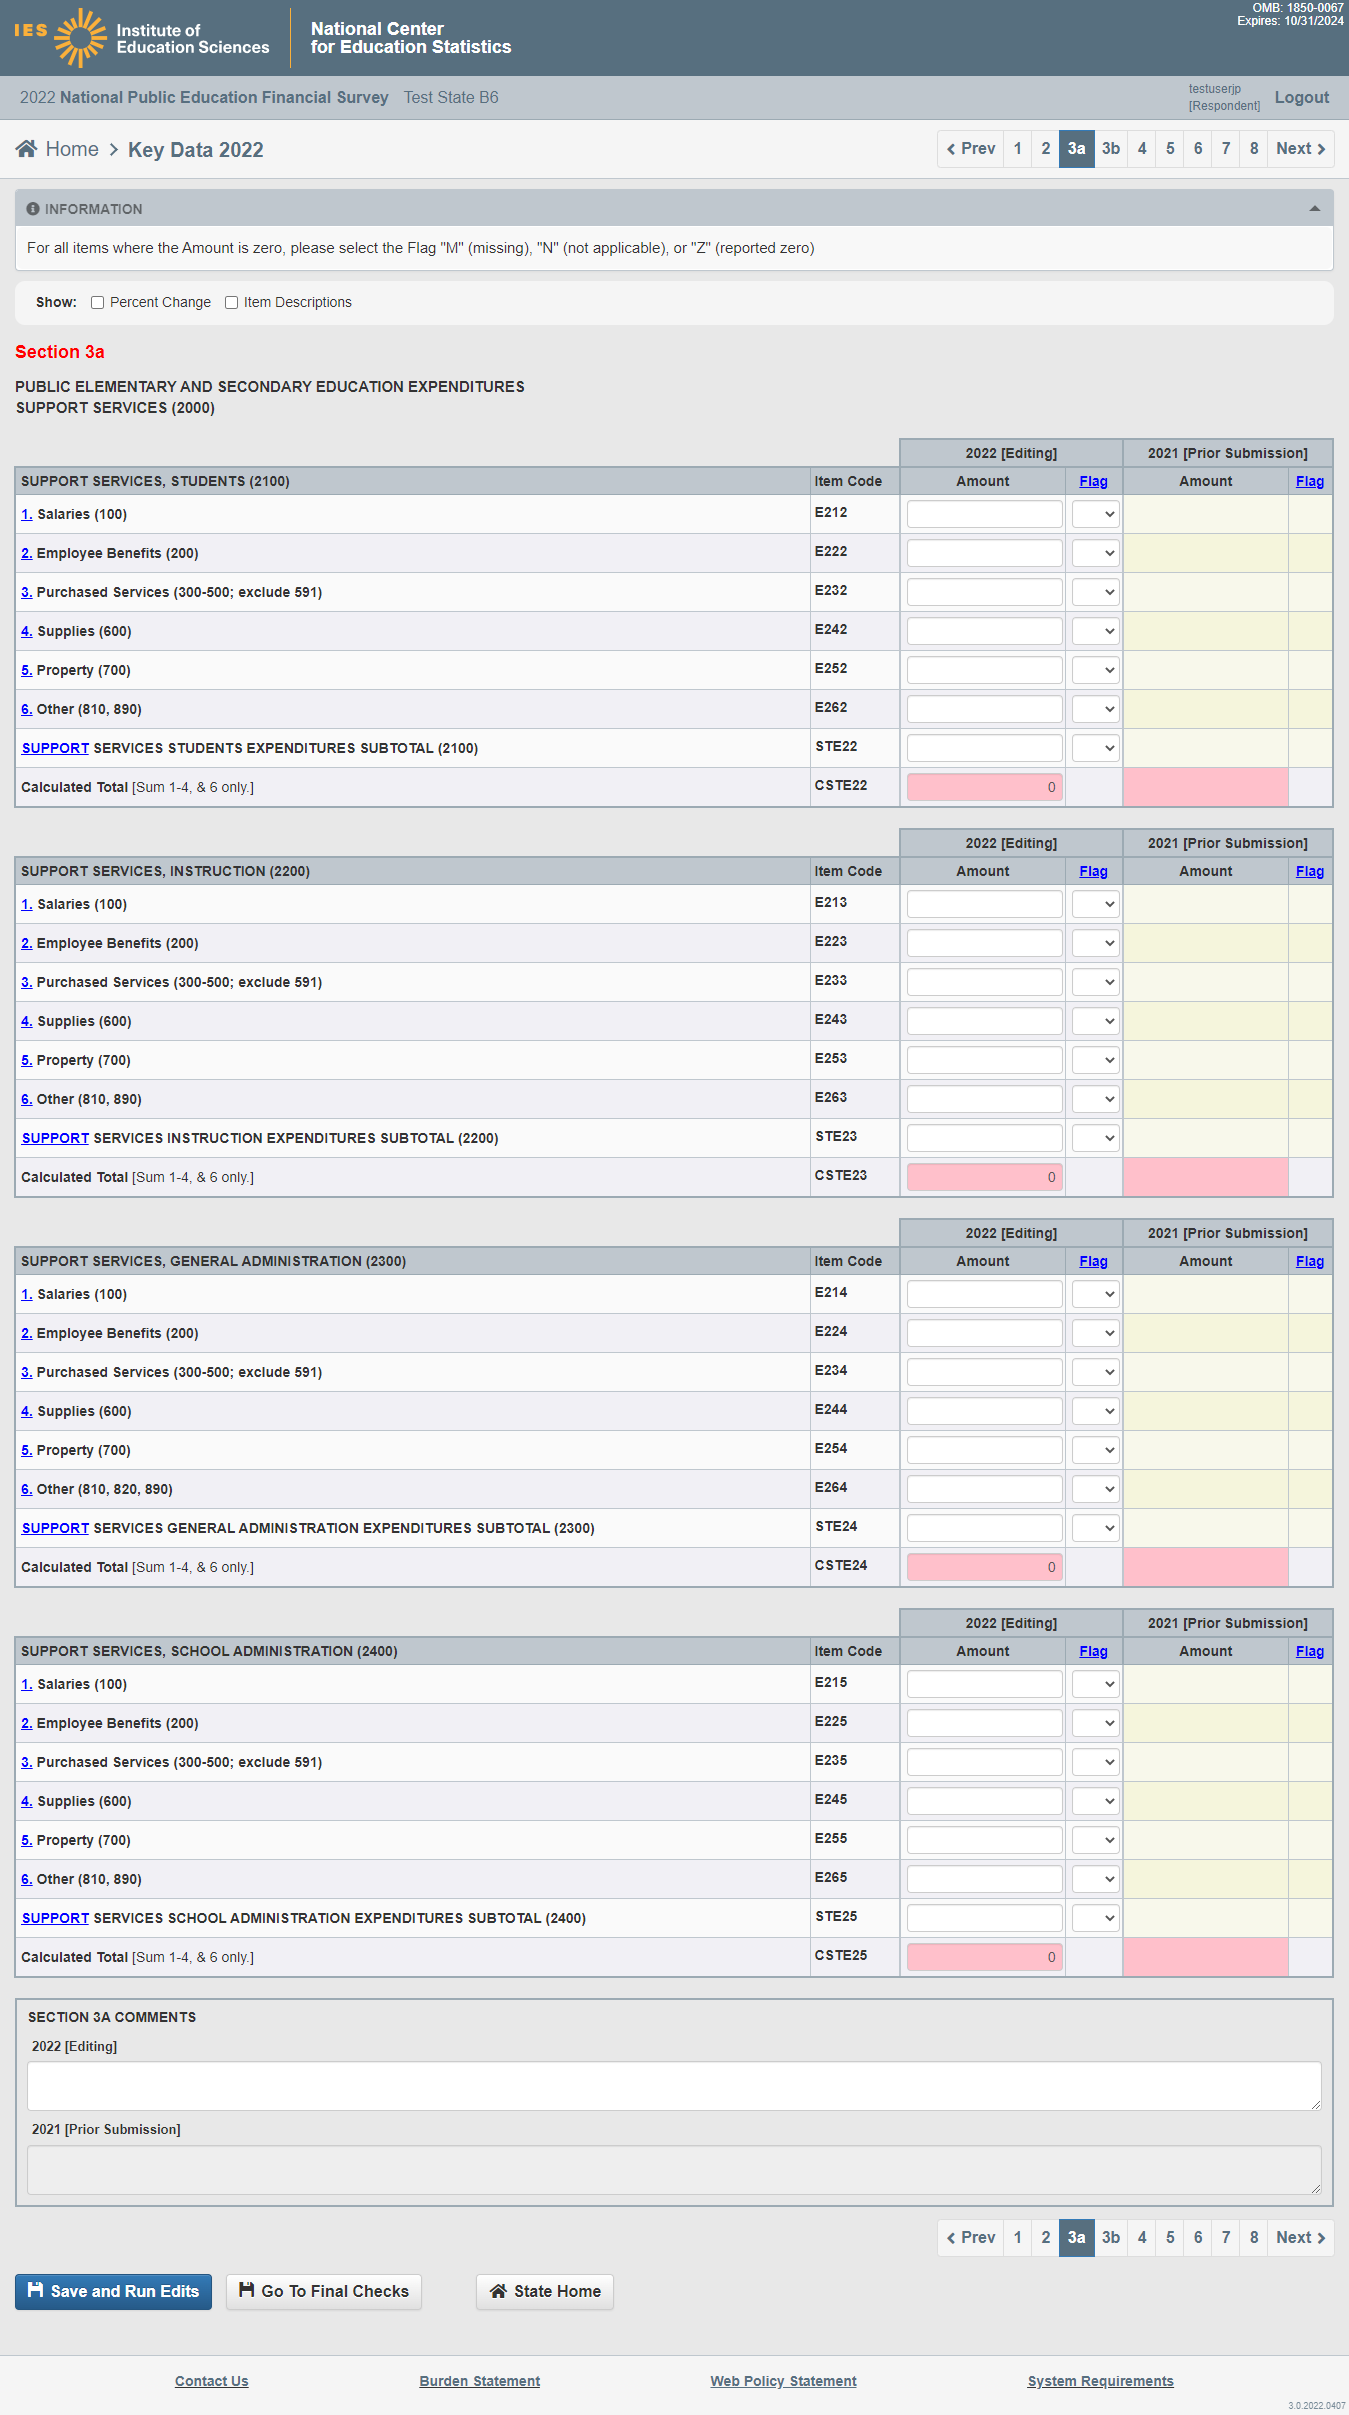 OMB: 1850-0067
Expires: 10/31/2024
IES Institute of Education Sciences
National Center for Education Statistics
2022 National Public Education Financial Survey Test State B6
testuserjp [Respondent] Logout
Home > Key Data 2022
Prev 1 2 3a 3b 4 5 6 7 8 Next
INFORMATION
For all items where the Amount is zero, please select the Flag "M" (missing), "N" (not applicable), or "Z" (reported zero)
Show: Percent Change Item Descriptions
Section 3a
PUBLIC ELEMENTARY AND SECONDARY EDUCATION EXPENDITURES
SUPPORT SERVICES (2000)
2022 [Editing] 2021 [Prior Submission]
SUPPORT SERVICES, STUDENTS (2100) Item Code Amount Flag Amount Flag
1. Salaries (100) E212
2. Employee Benefits (200) E222
3. Purchased Services (300-500; exclude 591) E232
4. Supplies (600) E242
5. Property (700) E252
6. Other (810, 890) E262
SUPPORT SERVICES STUDENTS EXPENDITURES SUBTOTAL (2100) STE22
Calculated Total [Sum 1-4, & 6 only.] CSTE22 0
2022 [Editing] 2021 [Prior Submission]
SUPPORT SERVICES, INSTRUCTION (2200) Item Code Amount Flag Amount Flag
1. Salaries (100) E213
2. Employee Benefits (200) E223
3. Purchased Services (300-500; exclude 591) E233
4. Supplies (600) E243
5. Property (700) E253
6. Other (810, 890) E263
SUPPORT SERVICES INSTRUCTION EXPENDITURES SUBTOTAL (2200) STE23
Calculated Total [Sum 1-4, & 6 only.] CSTE23 0
2022 [Editing] 2021 [Prior Submission]
SUPPORT SERVICES, GENERAL ADMINISTRATION (2300) Item Code Amount Flag Amount Flag
1. Salaries (100) E214
2. Employee Benefits (200) E224
3. Purchased Services (300-500; exclude 591) E234
4. Supplies (600) E244
5. Property (700) E254
6. Other (810, 820, 890) E264
SUPPORT SERVICES GENERAL ADMINISTRATION EXPENDITURES SUBTOTAL (2300) STE24
Calculated Total [Sum 1-4, & 6 only.] CSTE24 0
2022 [Editing] 2021 [Prior Submission]
SUPPORT SERVICES, SCHOOL ADMINISTRATION (2400) Item Code Amount Flag Amount Flag
1. Salaries (100) E215
2. Employee Benefits (200) E225
3. Purchased Services (300-500; exclude 591) E235
4. Supplies (600) E245
5. Property (700) E255
6. Other (810, 890) E265
SUPPORT SERVICES SCHOOL ADMINISTRATION EXPENDITURES SUBTOTAL (2400) STE25
Calculated Total [Sum 1-4, & 6 only.] CSTE25 0
SECTION 3A COMMENTS
2022 [Editing]
2021 [Prior Submission]
Prev 1 2 3a 3b 4 5 6 7 8 Next
Save and Run Edits Go To Final Checks State Home
Contact Us Burden Statement Web Policy Statement System Requirements
3.0.2022.0407